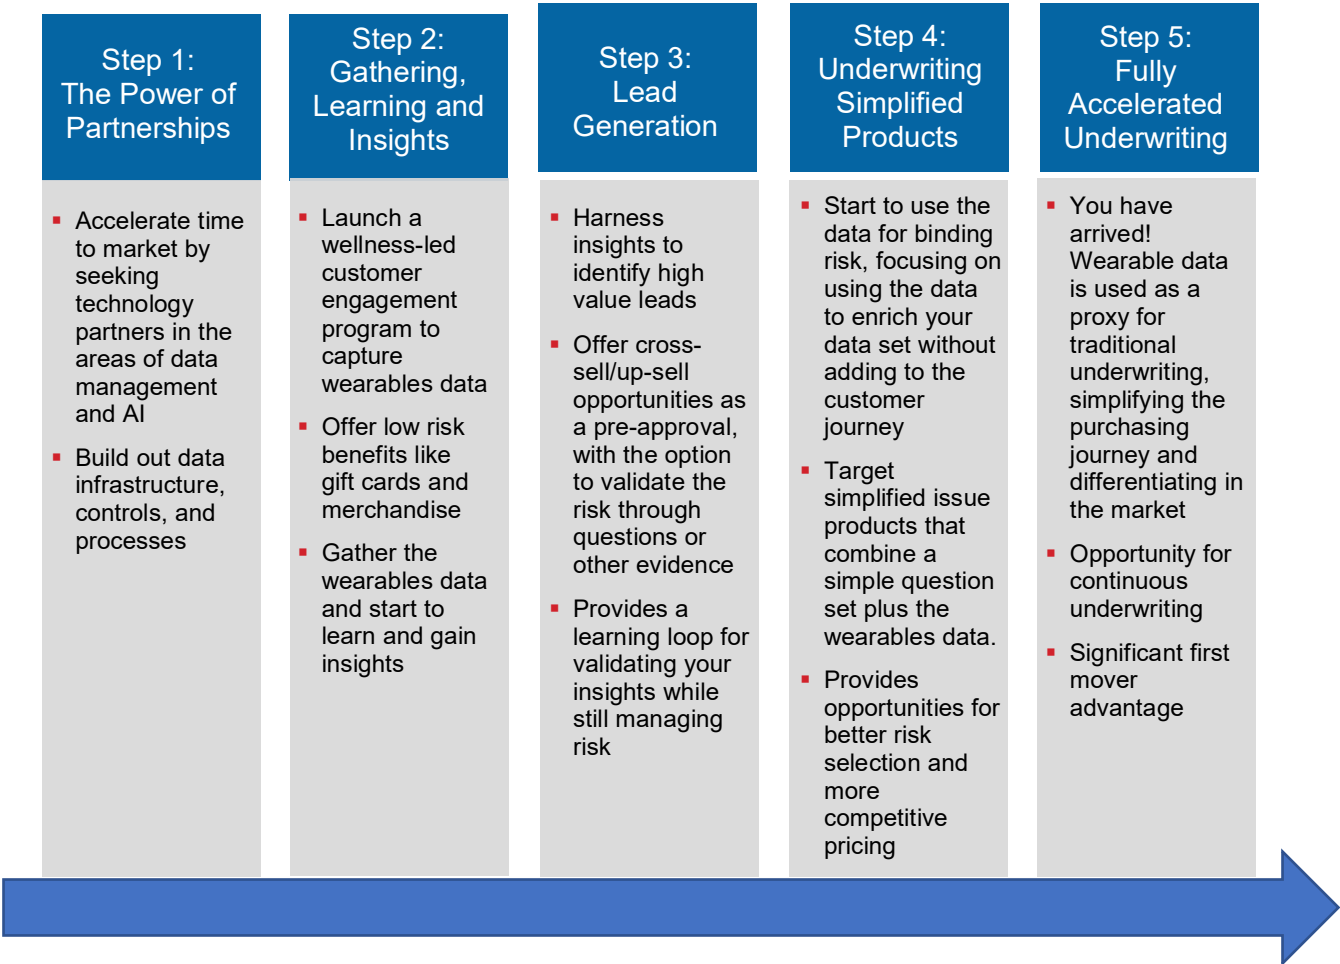 Step 1:
The Power of
Partnerships
▪ Accelerate time
to market by
seeking
technology
partners in the
areas of data
management
and AI
▪ Build out data
infrastructure,
controls, and
processes
Step 2:
Gathering,
Learning and
Insights
▪ Launch a
wellness-led
customer
engagement
program to
capture
wearables data
▪ Offer low risk
benefits like
gift cards and
merchandise
▪ Gather the
wearables data
and start to
learn and gain
insights
Step 3:
Lead
Generation
▪ Harness
insights to
identify high
value leads
▪ Offer cross-
sell/up-sell
opportunities as
a pre-approval,
with the option
to validate the
risk through
questions or
other evidence
▪ Provides a
learning loop for
validating your
insights while
still managing
risk
Step 4:
Underwriting
Simplified
Products
▪ Start to use the
data for binding
risk, focusing on
using the data
to enrich your
data set without
adding to the
customer
journey
▪ Target
simplified issue
products that
combine a
simple question
set plus the
wearables data.
▪ Provides
opportunities for
better risk
selection and
more
competitive
pricing
Step 5:
Fully
Accelerated
Underwriting
▪ You have
arrived!
Wearable data
is used as a
proxy for
traditional
underwriting,
simplifying the
purchasing
journey and
differentiating in
the market
▪ Opportunity for
continuous
underwriting
▪ Significant first
mover
advantage